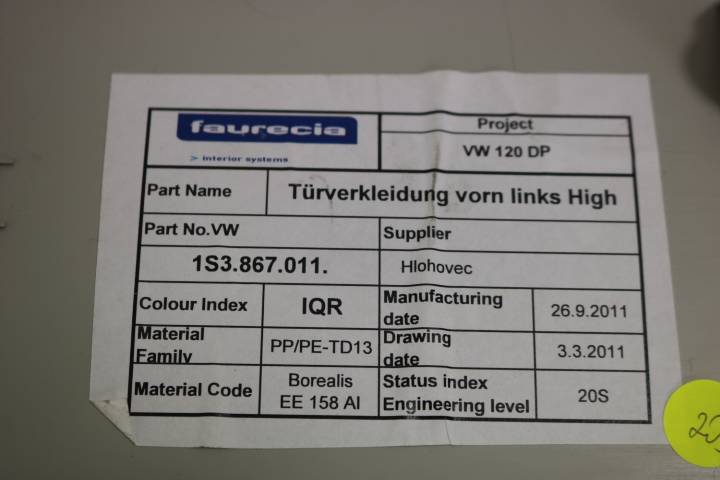 faurecia
> interior systems
Project
VW 120 DP
Part Name
Türverkleidung vorn links High
Part No.VW
Supplier
1S3.867.011.
Hlohovec
Colour Index
IQR
Manufacturing
date
26.9.2011
Material
Family
PP/PE-TD13
Drawing
date
3.3.2011
Material Code
Borealis
EE 158 AI
Status index
Engineering level
20S